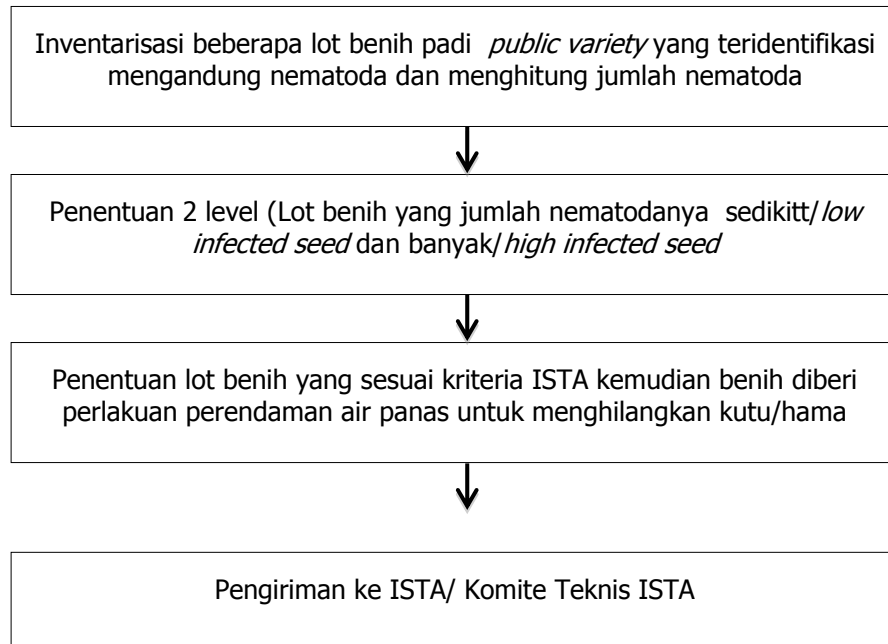 Inventarisasi beberapa lot benih padi public variety yang teridentifikasi
mengandung nematoda dan menghitung jumlah nematoda
Penentuan 2 level (Lot benih yang jumlah nematodanya sedikitt/low
infected seed dan banyak/high infected seed
Penentuan lot benih yang sesuai kriteria ISTA kemudian benih diberi
perlakuan perendaman air panas untuk menghilangkan kutu/hama
Pengiriman ke ISTA/ Komite Teknis ISTA